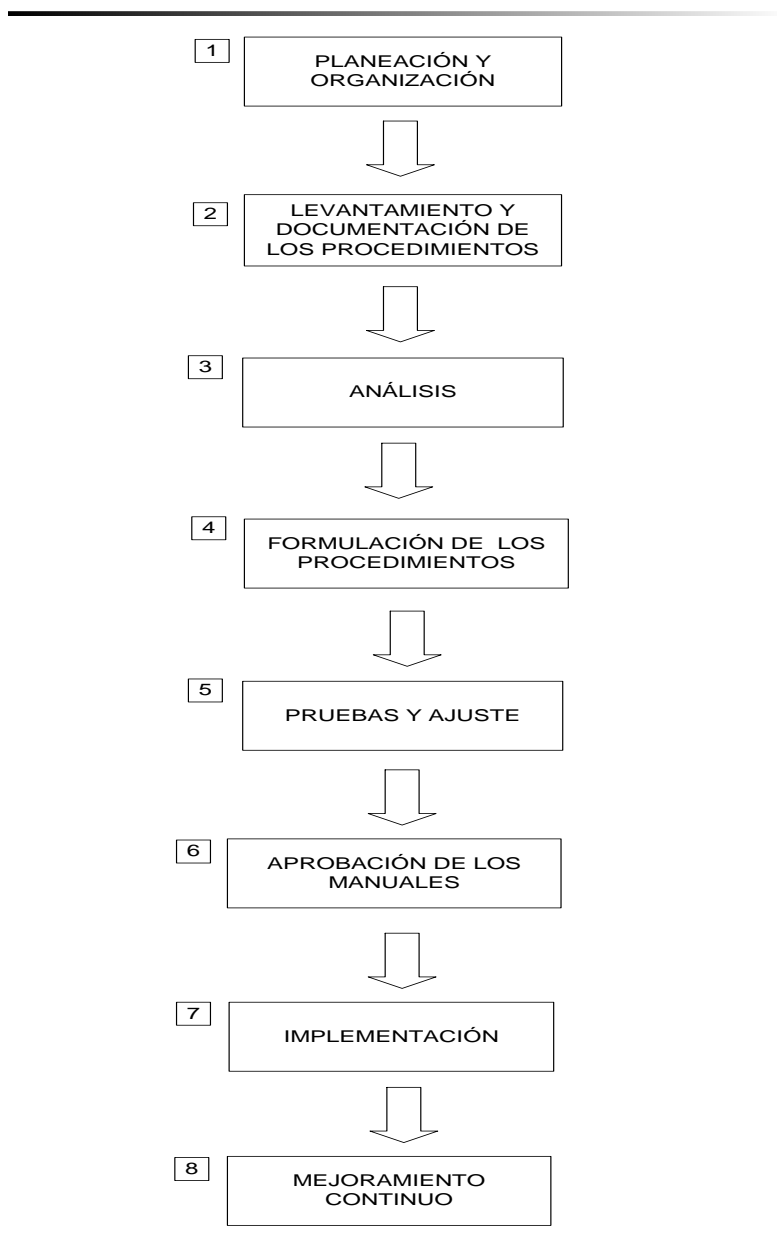 1
PLANEACIÓN Y
ORGANIZACIÓN
2
LEVANTAMIENTO Y
DOCUMENTACIÓN DE
LOS PROCEDIMIENTOS
3
ANÁLISIS
4
FORMULACIÓN DE LOS
PROCEDIMIENTOS
5
PRUEBAS Y AJUSTE
6
APROBACIÓN DE LOS
MANUALES
7
IMPLEMENTACIÓN
8
MEJORAMIENTO
CONTINUO